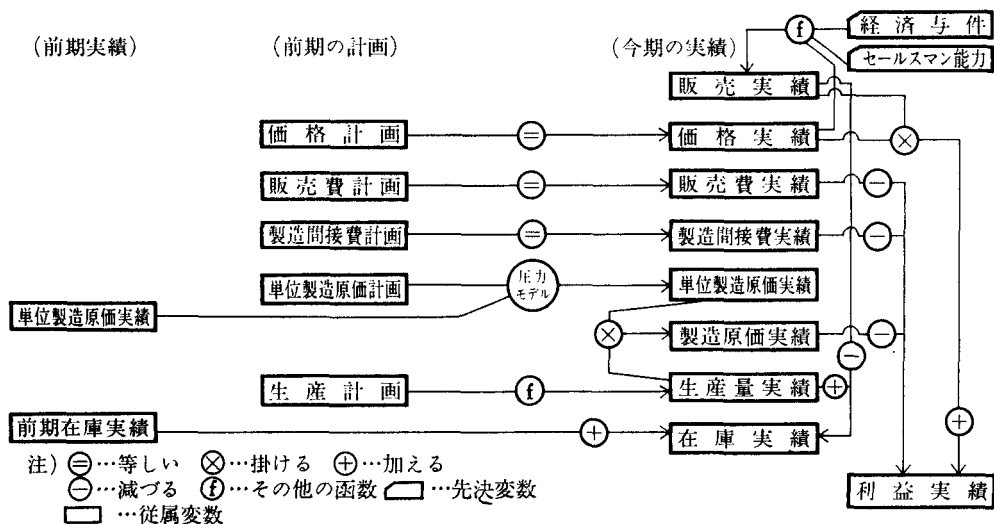 (前期実績)
(前期の計画)
(今期の実績)
f
経済与件
セールスマン能力
販売実績
価格計画
=
価格実績
×
販売費計画
=
販売費実績
−
製造間接費計画
=
製造間接費実績
−
単位製造原価計画
圧力
モデル
単位製造原価実績
単位製造原価実績
×
製造原価実績
−
−
生産計画
f
生産量実績
+
前期在庫実績
+
在庫実績
+
注) =…等しい ×…掛ける +…加える
−…減づる f…その他の函数 …先決変数
…従属変数
利益実績